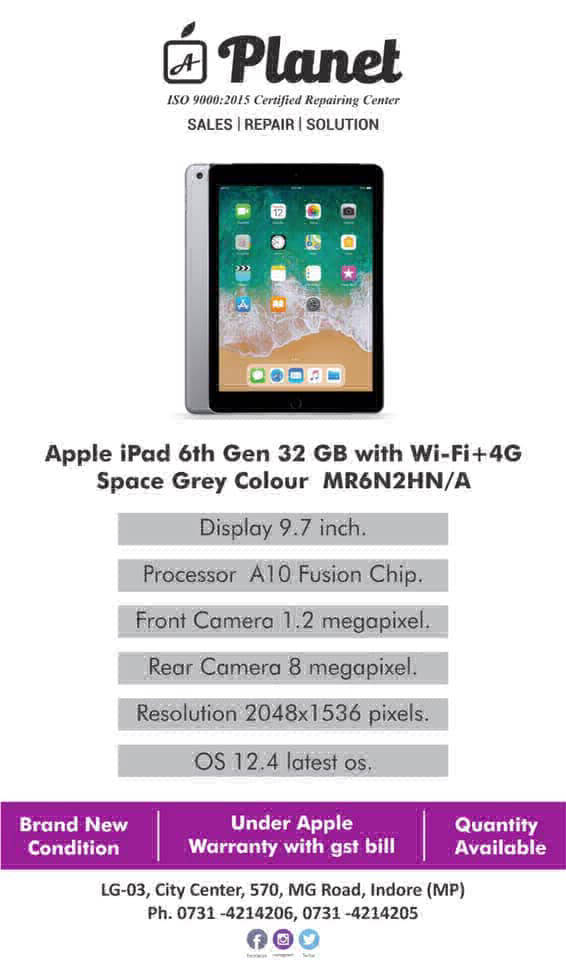 A Planet
ISO 9000:2015 Certified Repairing Center
SALES | REPAIR | SOLUTION
Apple iPad 6th Gen 32 GB with Wi-Fi+4G
Space Grey Colour MR6N2HN/A
Display 9.7 inch.
Processor A10 Fusion Chip.
Front Camera 1.2 megapixel.
Rear Camera 8 megapixel.
Resolution 2048x1536 pixels.
OS 12.4 latest os.
Brand New
Condition
Under Apple
Warranty with gst bill
Quantity
Available
LG-03, City Center, 570, MG Road, Indore (MP)
Ph. 0731 -4214206, 0731 -4214205